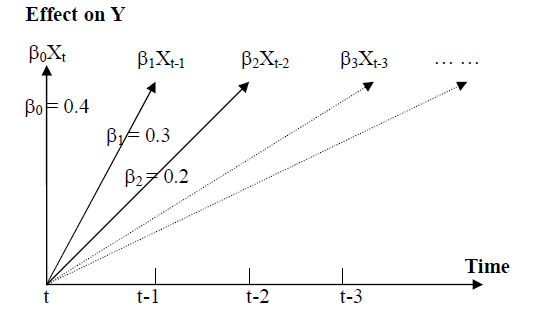 Effect on Y
β₀Xₜ β₁Xₜ₋₁ β₂Xₜ₋₂ β₃Xₜ₋₃ … …
β₀= 0.4
β₁= 0.3
β₂= 0.2
Time
t t-1 t-2 t-3